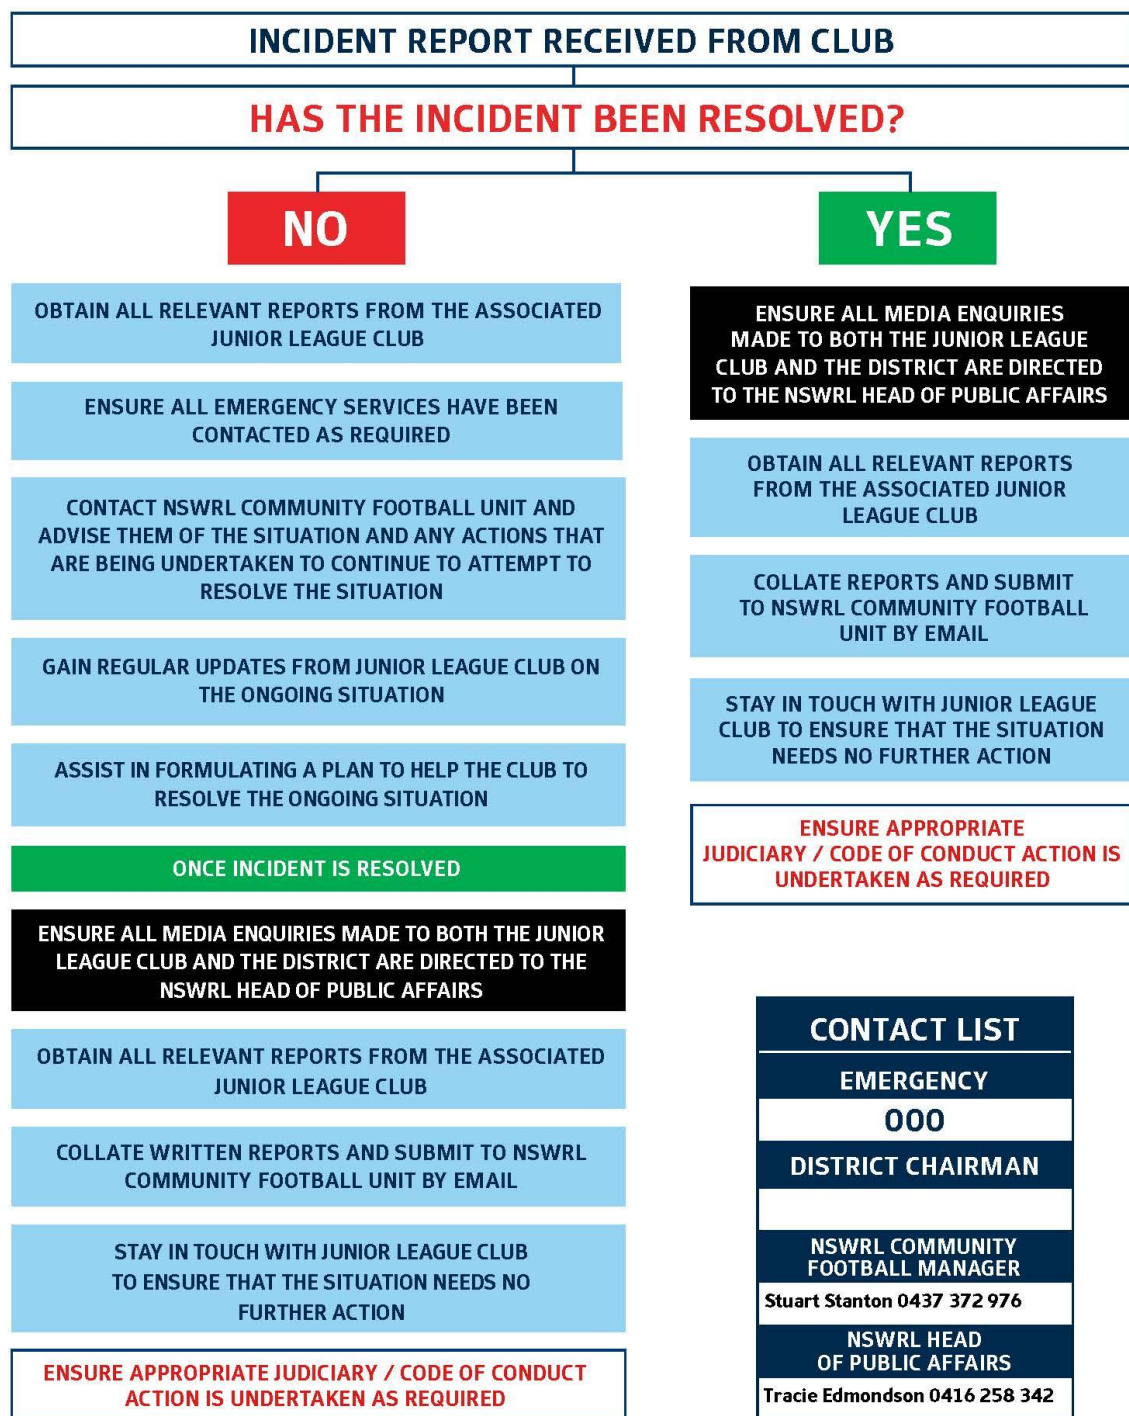 INCIDENT REPORT RECEIVED FROM CLUB
HAS THE INCIDENT BEEN RESOLVED?
NO
OBTAIN ALL RELEVANT REPORTS FROM THE ASSOCIATED
JUNIOR LEAGUE CLUB
ENSURE ALL EMERGENCY SERVICES HAVE BEEN
CONTACTED AS REQUIRED
CONTACT NSWRL COMMUNITY FOOTBALL UNIT AND
ADVISE THEM OF THE SITUATION AND ANY ACTIONS THAT
ARE BEING UNDERTAKEN TO CONTINUE TO ATTEMPT TO
RESOLVE THE SITUATION
GAIN REGULAR UPDATES FROM JUNIOR LEAGUE CLUB ON
THE ONGOING SITUATION
ASSIST IN FORMULATING A PLAN TO HELP THE CLUB TO
RESOLVE THE ONGOING SITUATION
ONCE INCIDENT IS RESOLVED
ENSURE ALL MEDIA ENQUIRIES MADE TO BOTH THE JUNIOR
LEAGUE CLUB AND THE DISTRICT ARE DIRECTED TO THE
NSWRL HEAD OF PUBLIC AFFAIRS
OBTAIN ALL RELEVANT REPORTS FROM THE ASSOCIATED
JUNIOR LEAGUE CLUB
COLLATE WRITTEN REPORTS AND SUBMIT TO NSWRL
COMMUNITY FOOTBALL UNIT BY EMAIL
STAY IN TOUCH WITH JUNIOR LEAGUE CLUB
TO ENSURE THAT THE SITUATION NEEDS NO
FURTHER ACTION
ENSURE APPROPRIATE JUDICIARY / CODE OF CONDUCT
ACTION IS UNDERTAKEN AS REQUIRED
YES
ENSURE ALL MEDIA ENQUIRIES
MADE TO BOTH THE JUNIOR LEAGUE
CLUB AND THE DISTRICT ARE DIRECTED
TO THE NSWRL HEAD OF PUBLIC AFFAIRS
OBTAIN ALL RELEVANT REPORTS
FROM THE ASSOCIATED JUNIOR
LEAGUE CLUB
COLLATE REPORTS AND SUBMIT
TO NSWRL COMMUNITY FOOTBALL
UNIT BY EMAIL
STAY IN TOUCH WITH JUNIOR LEAGUE
CLUB TO ENSURE THAT THE SITUATION
NEEDS NO FURTHER ACTION
ENSURE APPROPRIATE
JUDICIARY / CODE OF CONDUCT ACTION IS
UNDERTAKEN AS REQUIRED
CONTACT LIST
EMERGENCY
000
DISTRICT CHAIRMAN
NSWRL COMMUNITY
FOOTBALL MANAGER
Stuart Stanton 0437 372 976
NSWRL HEAD
OF PUBLIC AFFAIRS
Tracie Edmondson 0416 258 342